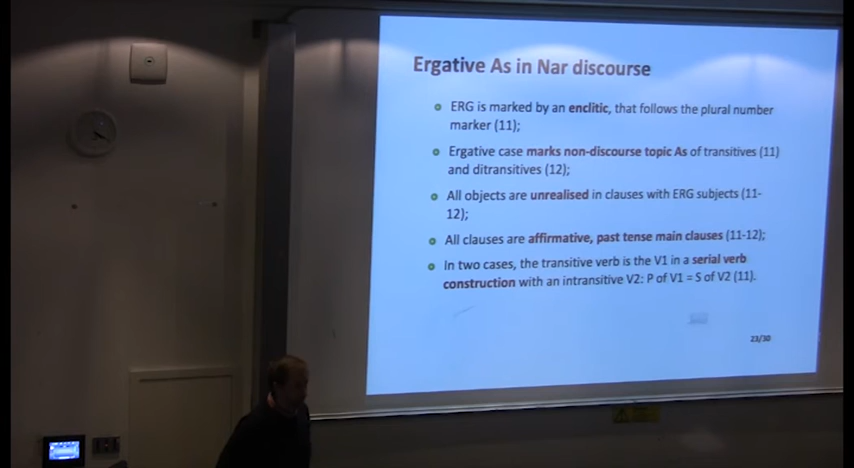 Ergative As in Nar discourse
ERG is marked by an enclitic, that follows the plural number
marker (11);
Ergative case marks non-discourse topic As of transitives (11)
and ditransitives (12);
All objects are unrealised in clauses with ERG subjects (11-
12);
All clauses are affirmative, past tense main clauses (11-12);
In two cases, the transitive verb is the V1 in a serial verb
construction with an intransitive V2: P of V1 = S of V2 (11).
23/30